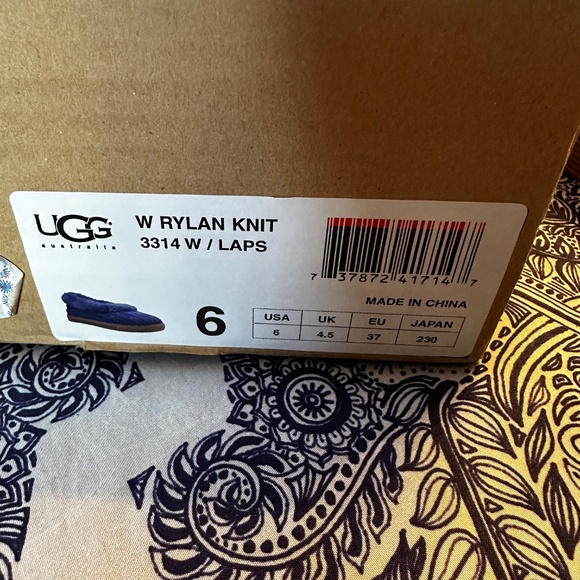 UGG
australia
W RYLAN KNIT
3314 W / LAPS
7 37872 41714 7
MADE IN CHINA
6
USA UK EU JAPAN
6 4.5 37 230